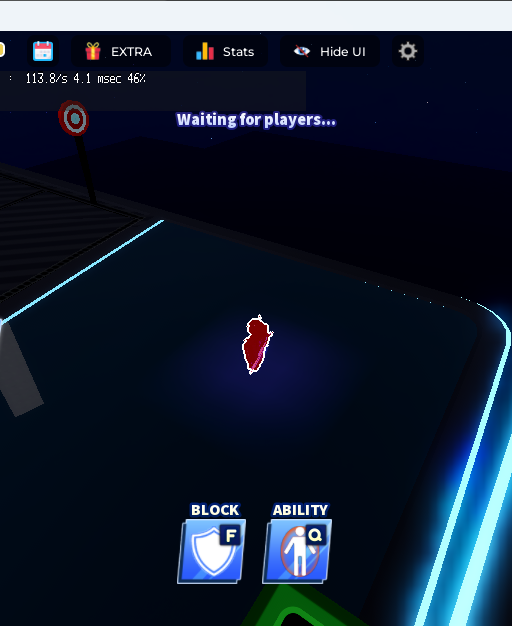 EXTRA
Stats
Hide UI
: 113.8/s 4.1 msec 46%
Waiting for players...
BLOCK
ABILITY
F
Q